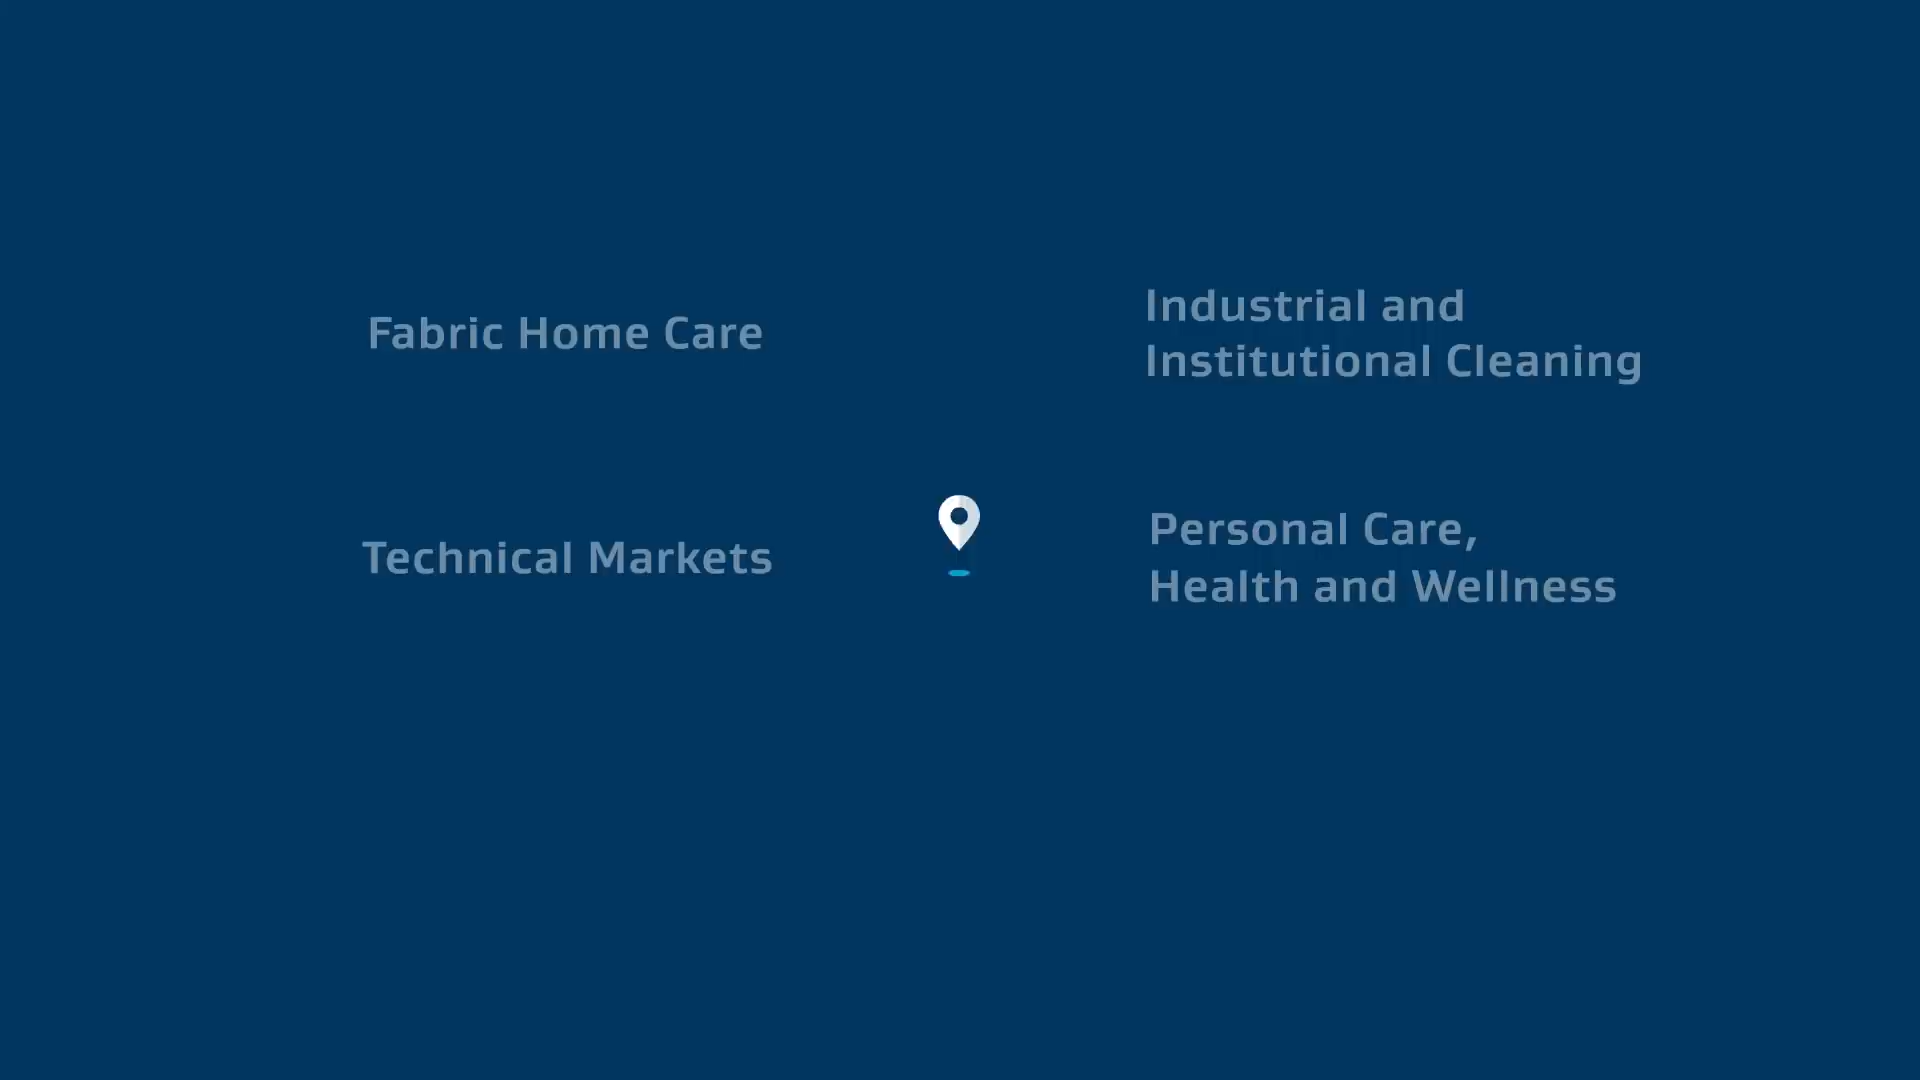 Fabric Home Care
Industrial and
Institutional Cleaning
Technical Markets
Personal Care,
Health and Wellness